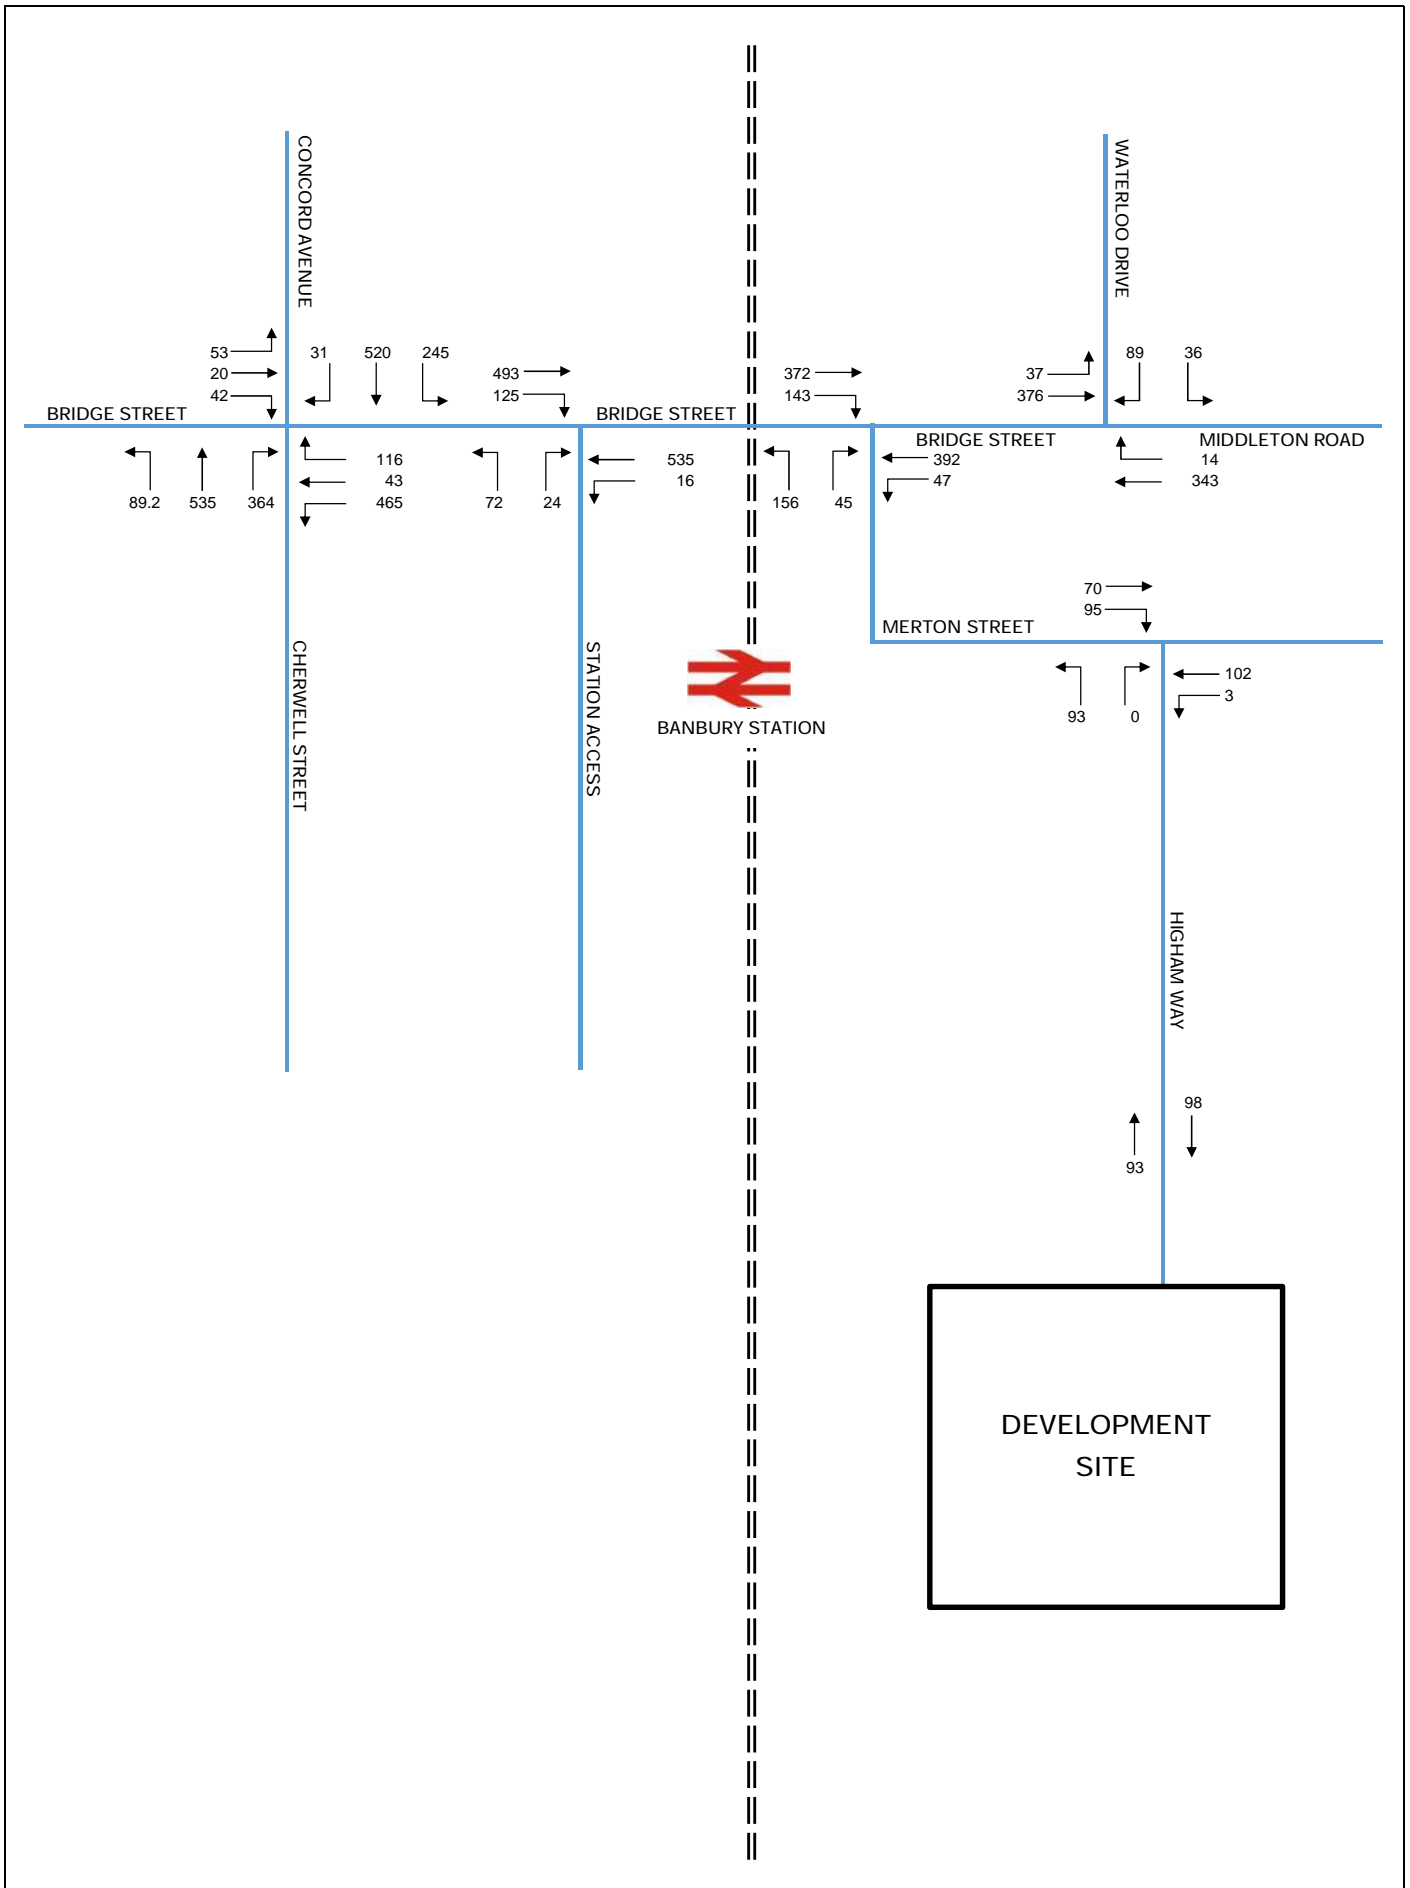 CONCORD AVENUE
WATERLOO DRIVE
53
31
520
245
20
42
493
125
372
143
37
376
89
36
BRIDGE STREET
BRIDGE STREET
BRIDGE STREET
MIDDLETON ROAD
89.2
535
364
116
43
465
72
24
535
16
156
45
392
47
14
343
70
95
MERTON STREET
CHERWELL STREET
STATION ACCESS
BANBURY STATION
102
3
93
0
HIGHAM WAY
98
93
DEVELOPMENT
SITE